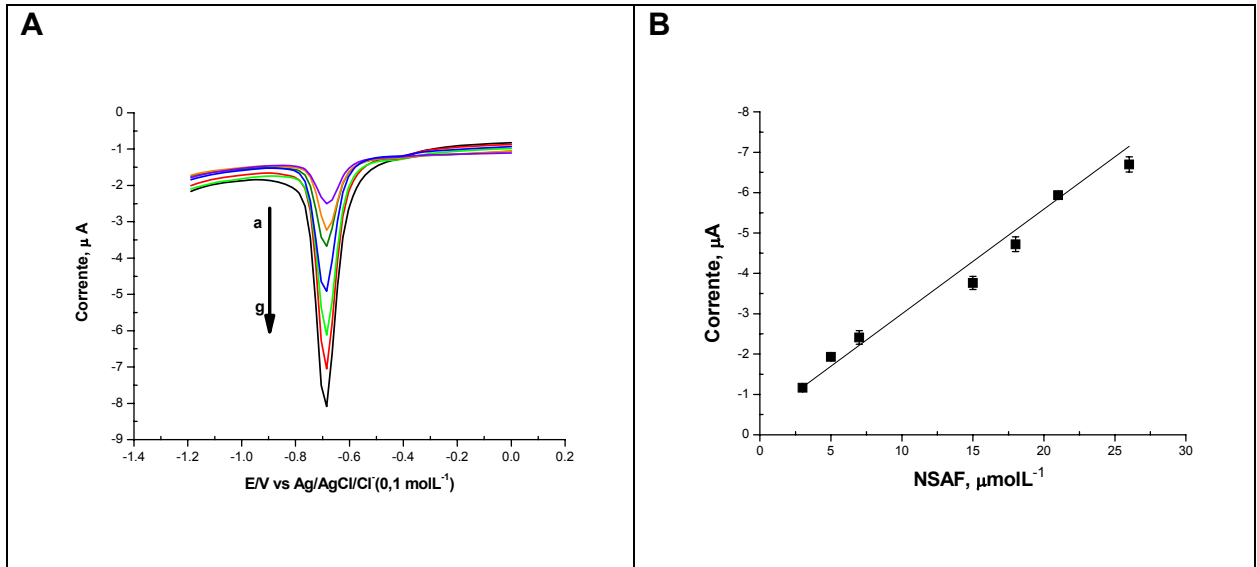 A
0
-1
-2
-3
-4
-5
-6
-7
-8
-9
a
g
Corrente, μ A
-1.4 -1.2 -1.0 -0.8 -0.6 -0.4 -0.2 0.0 0.2
E/V vs Ag/AgCl/Cl⁻(0,1 molL⁻¹)
B
-8
-7
-6
-5
-4
-3
-2
-1
0
Corrente, μA
0 5 10 15 20 25 30
NSAF, μmolL⁻¹